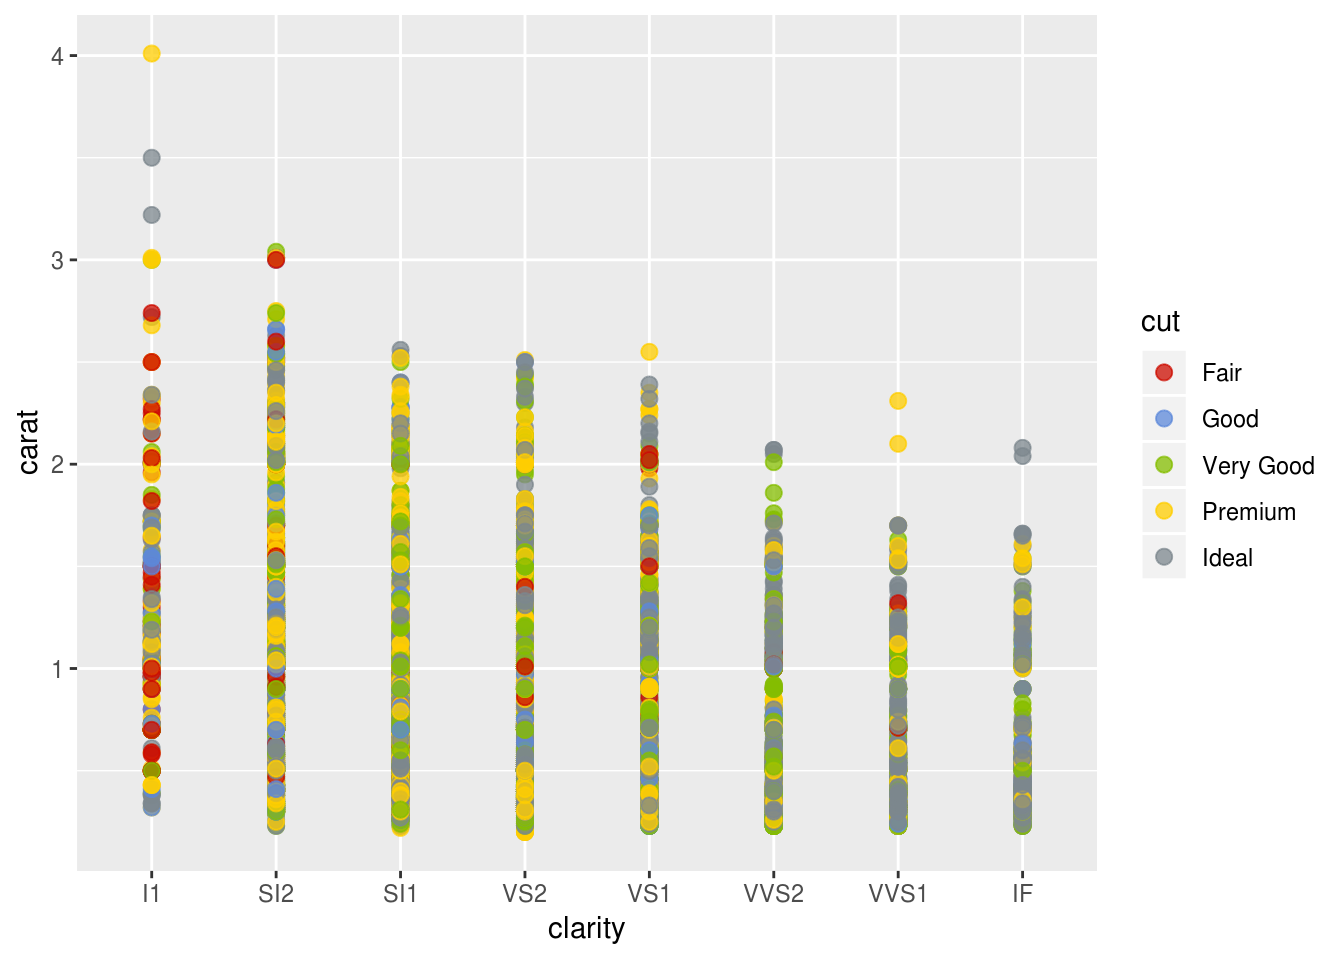 4
3
2
1
carat
I1 SI2 SI1 VS2 VS1 VVS2 VVS1 IF
clarity
cut
Fair
Good
Very Good
Premium
Ideal